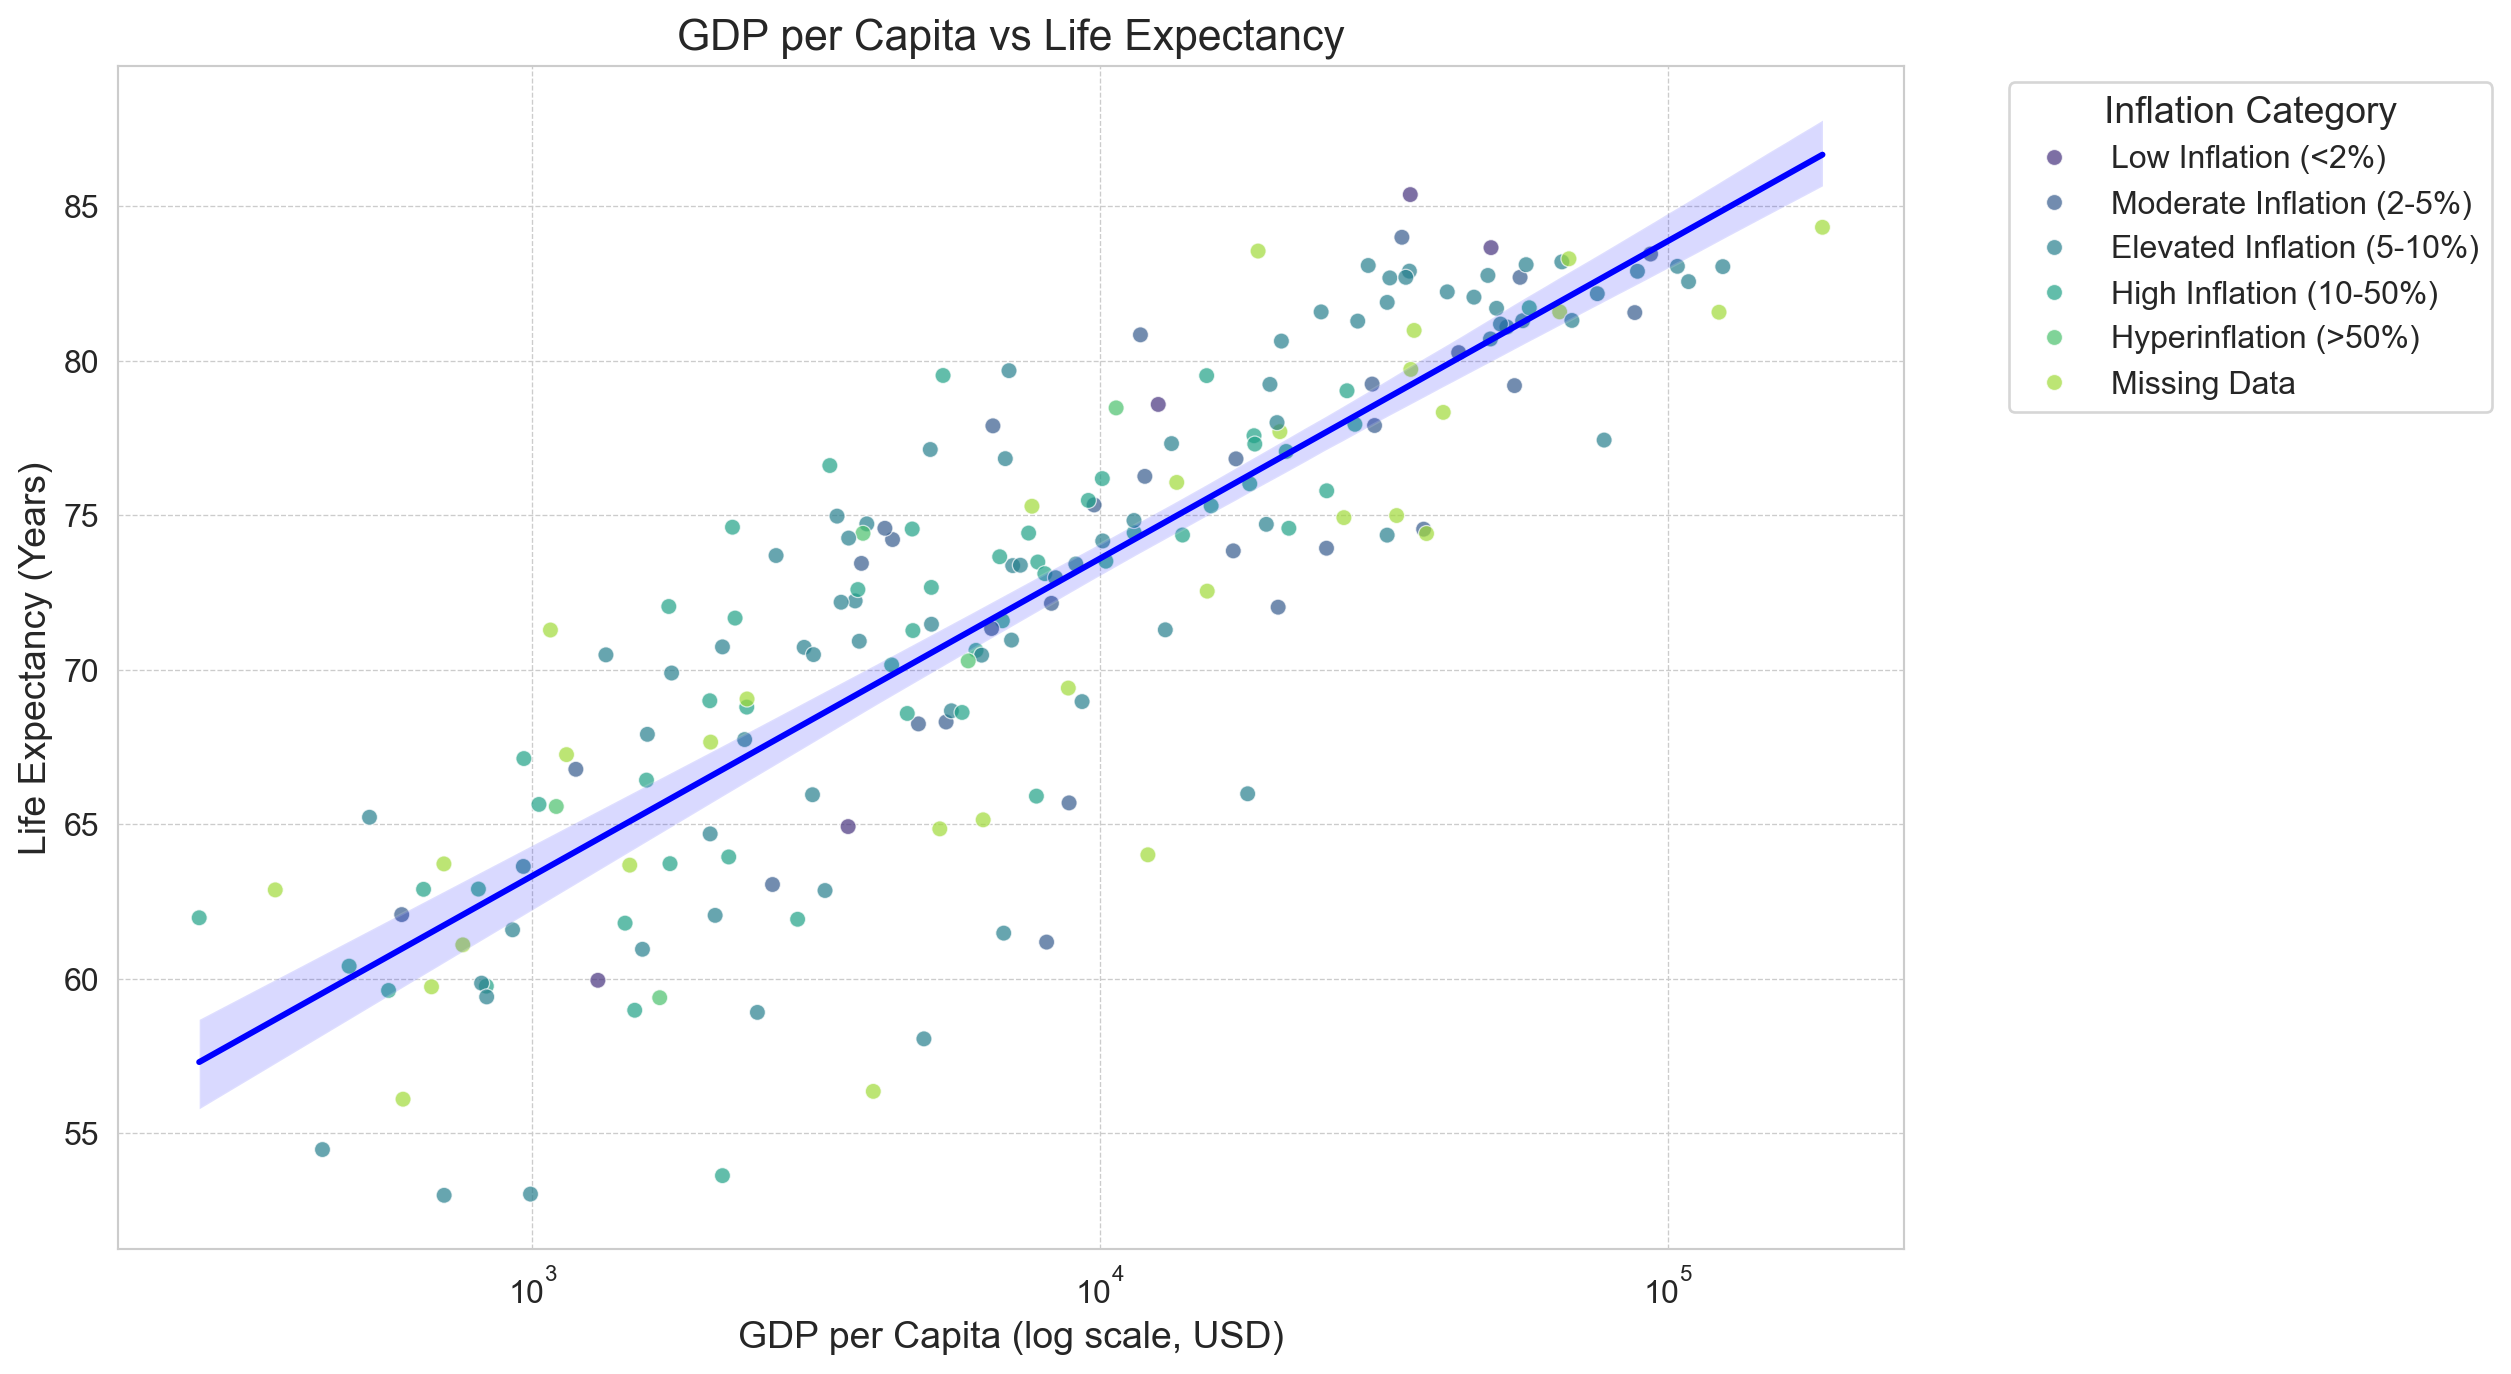 GDP per Capita vs Life Expectancy
Life Expectancy (Years)
85
80
75
70
65
60
55
10³
10⁴
10⁵
GDP per Capita (log scale, USD)
Inflation Category
Low Inflation (<2%)
Moderate Inflation (2-5%)
Elevated Inflation (5-10%)
High Inflation (10-50%)
Hyperinflation (>50%)
Missing Data